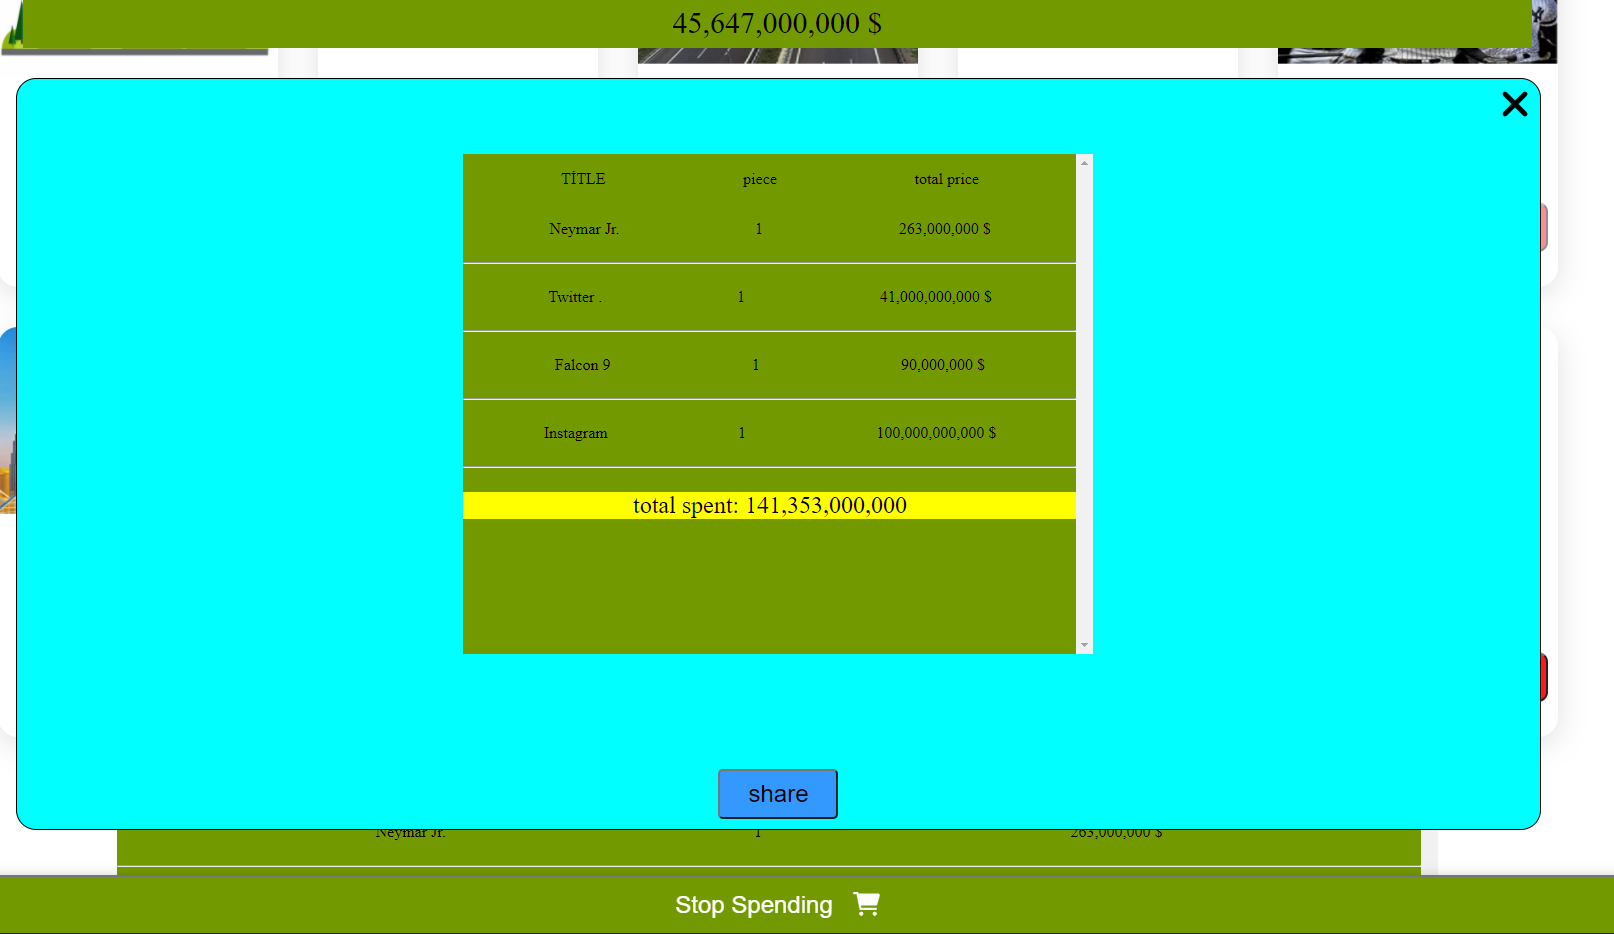 45,647,000,000 $
TİTLE piece total price
Neymar Jr. 1 263,000,000 $
Twitter . 1 41,000,000,000 $
Falcon 9 1 90,000,000 $
Instagram 1 100,000,000,000 $
total spent: 141,353,000,000
share
Neymar Jr. 1 263,000,000 $
Stop Spending